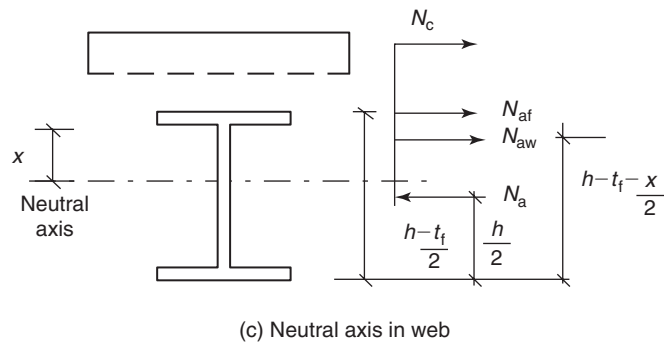 N_c
N_af
N_aw
x
Neutral
axis
N_a
h–t_f–x/2
h–t_f/2
h/2
(c) Neutral axis in web